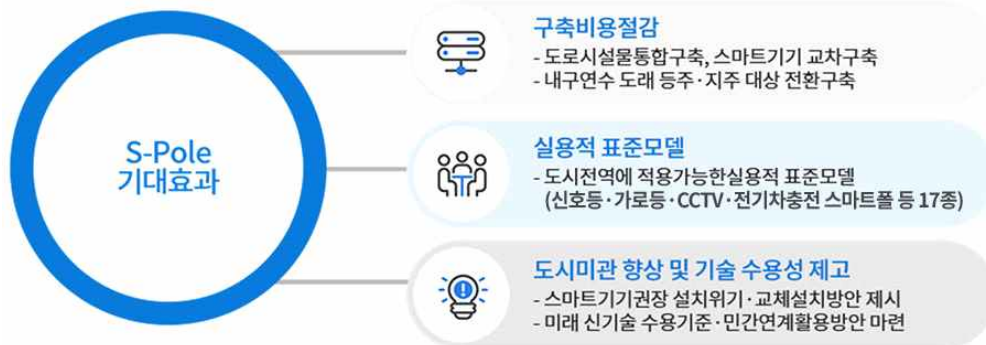 S-Pole
기대효과
구축비용절감
- 도로시설물통합구축, 스마트기기 교차구축
- 내구연수 도래 등주·지주 대상 전환구축
실용적 표준모델
- 도시전역에 적용가능한실용적 표준모델
(신호등·가로등·CCTV·전기차충전 스마트폴 등 17종)
도시미관 향상 및 기술 수용성 제고
- 스마트기기권장 설치위기·교체설치방안 제시
- 미래 신기술 수용기준·민간연계활용방안 마련